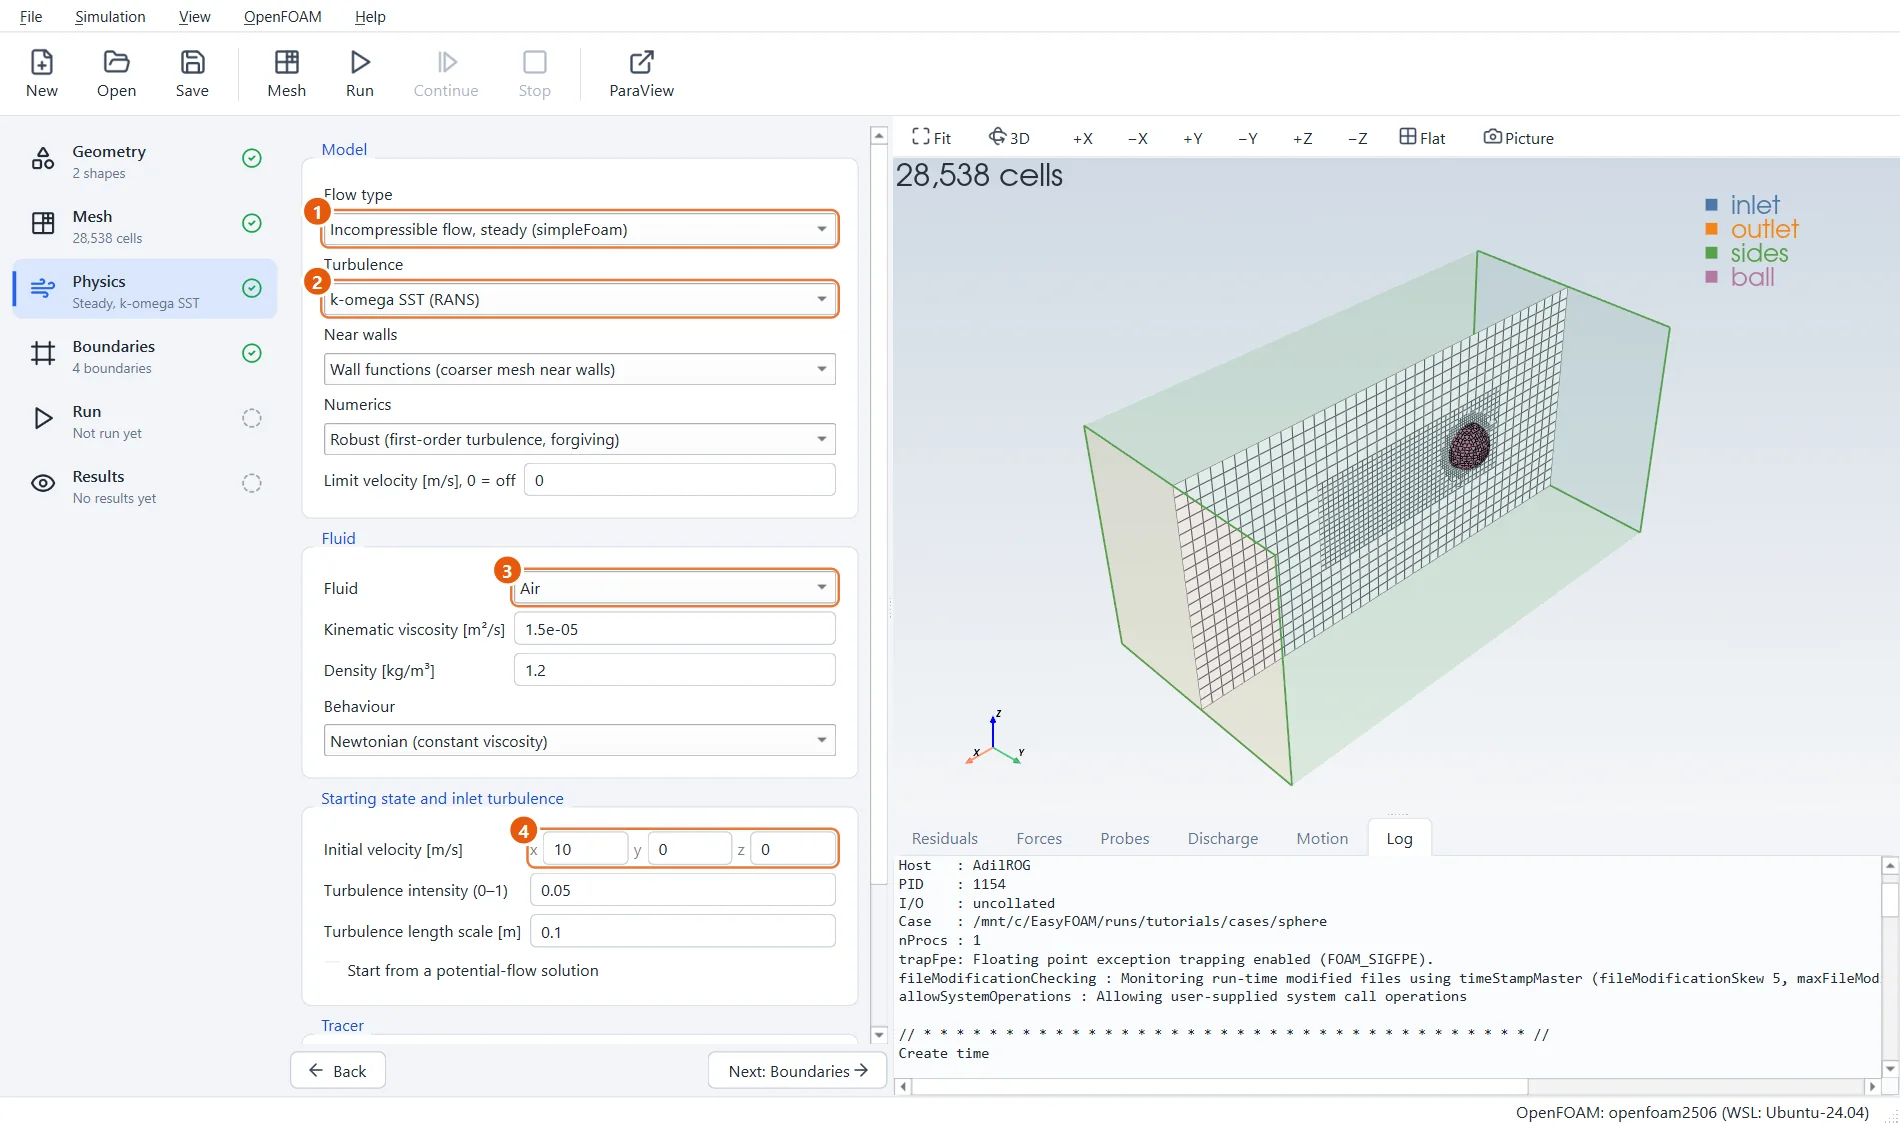 File Simulation View OpenFOAM Help
New Open Save Mesh Run Continue Stop ParaView
Geometry
2 shapes
Mesh
28,538 cells
Physics
Steady, k-omega SST
Boundaries
4 boundaries
Run
Not run yet
Results
No results yet
Model
Flow type
1
Incompressible flow, steady (simpleFoam)
Turbulence
2
k-omega SST (RANS)
Near walls
Wall functions (coarser mesh near walls)
Numerics
Robust (first-order turbulence, forgiving)
Limit velocity [m/s], 0 = off 0
Fluid
3
Fluid Air
Kinematic viscosity [m²/s] 1.5e-05
Density [kg/m³] 1.2
Behaviour
Newtonian (constant viscosity)
Starting state and inlet turbulence
4
Initial velocity [m/s] x 10 y 0 z 0
Turbulence intensity (0–1) 0.05
Turbulence length scale [m] 0.1
Start from a potential-flow solution
Tracer
Back Next: Boundaries
Fit 3D +X −X +Y −Y +Z −Z Flat Picture
28,538 cells
inlet
outlet
sides
ball
Z
X Y
Residuals Forces Probes Discharge Motion Log
Host : AdilROG
PID : 1154
I/O : uncollated
Case : /mnt/c/EasyFOAM/runs/tutorials/cases/sphere
nProcs : 1
trapFpe: Floating point exception trapping enabled (FOAM_SIGFPE).
fileModificationChecking : Monitoring run-time modified files using timeStampMaster (fileModificationSkew 5, maxFileMod
allowSystemOperations : Allowing user-supplied system call operations
// * * * * * * * * * * * * * * * * * * * * * * * * * * * * * * * * * * * * * //
Create time
OpenFOAM: openfoam2506 (WSL: Ubuntu-24.04)